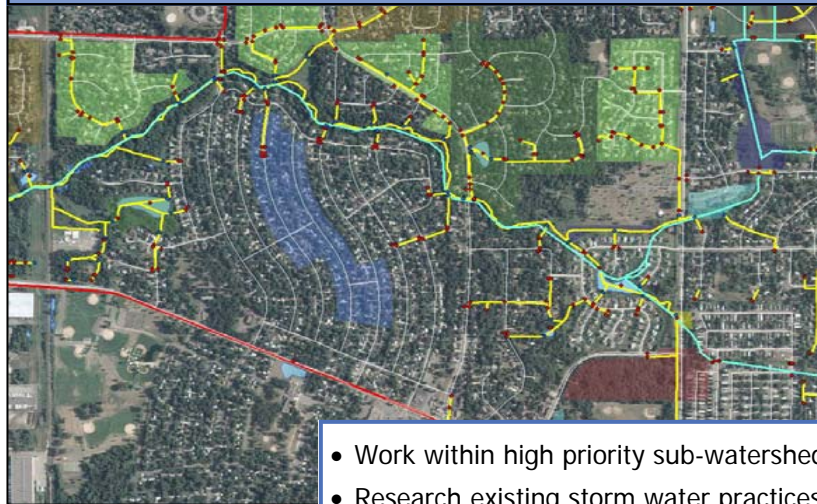 • Work within high priority sub-watershed
• Research existing storm water practices